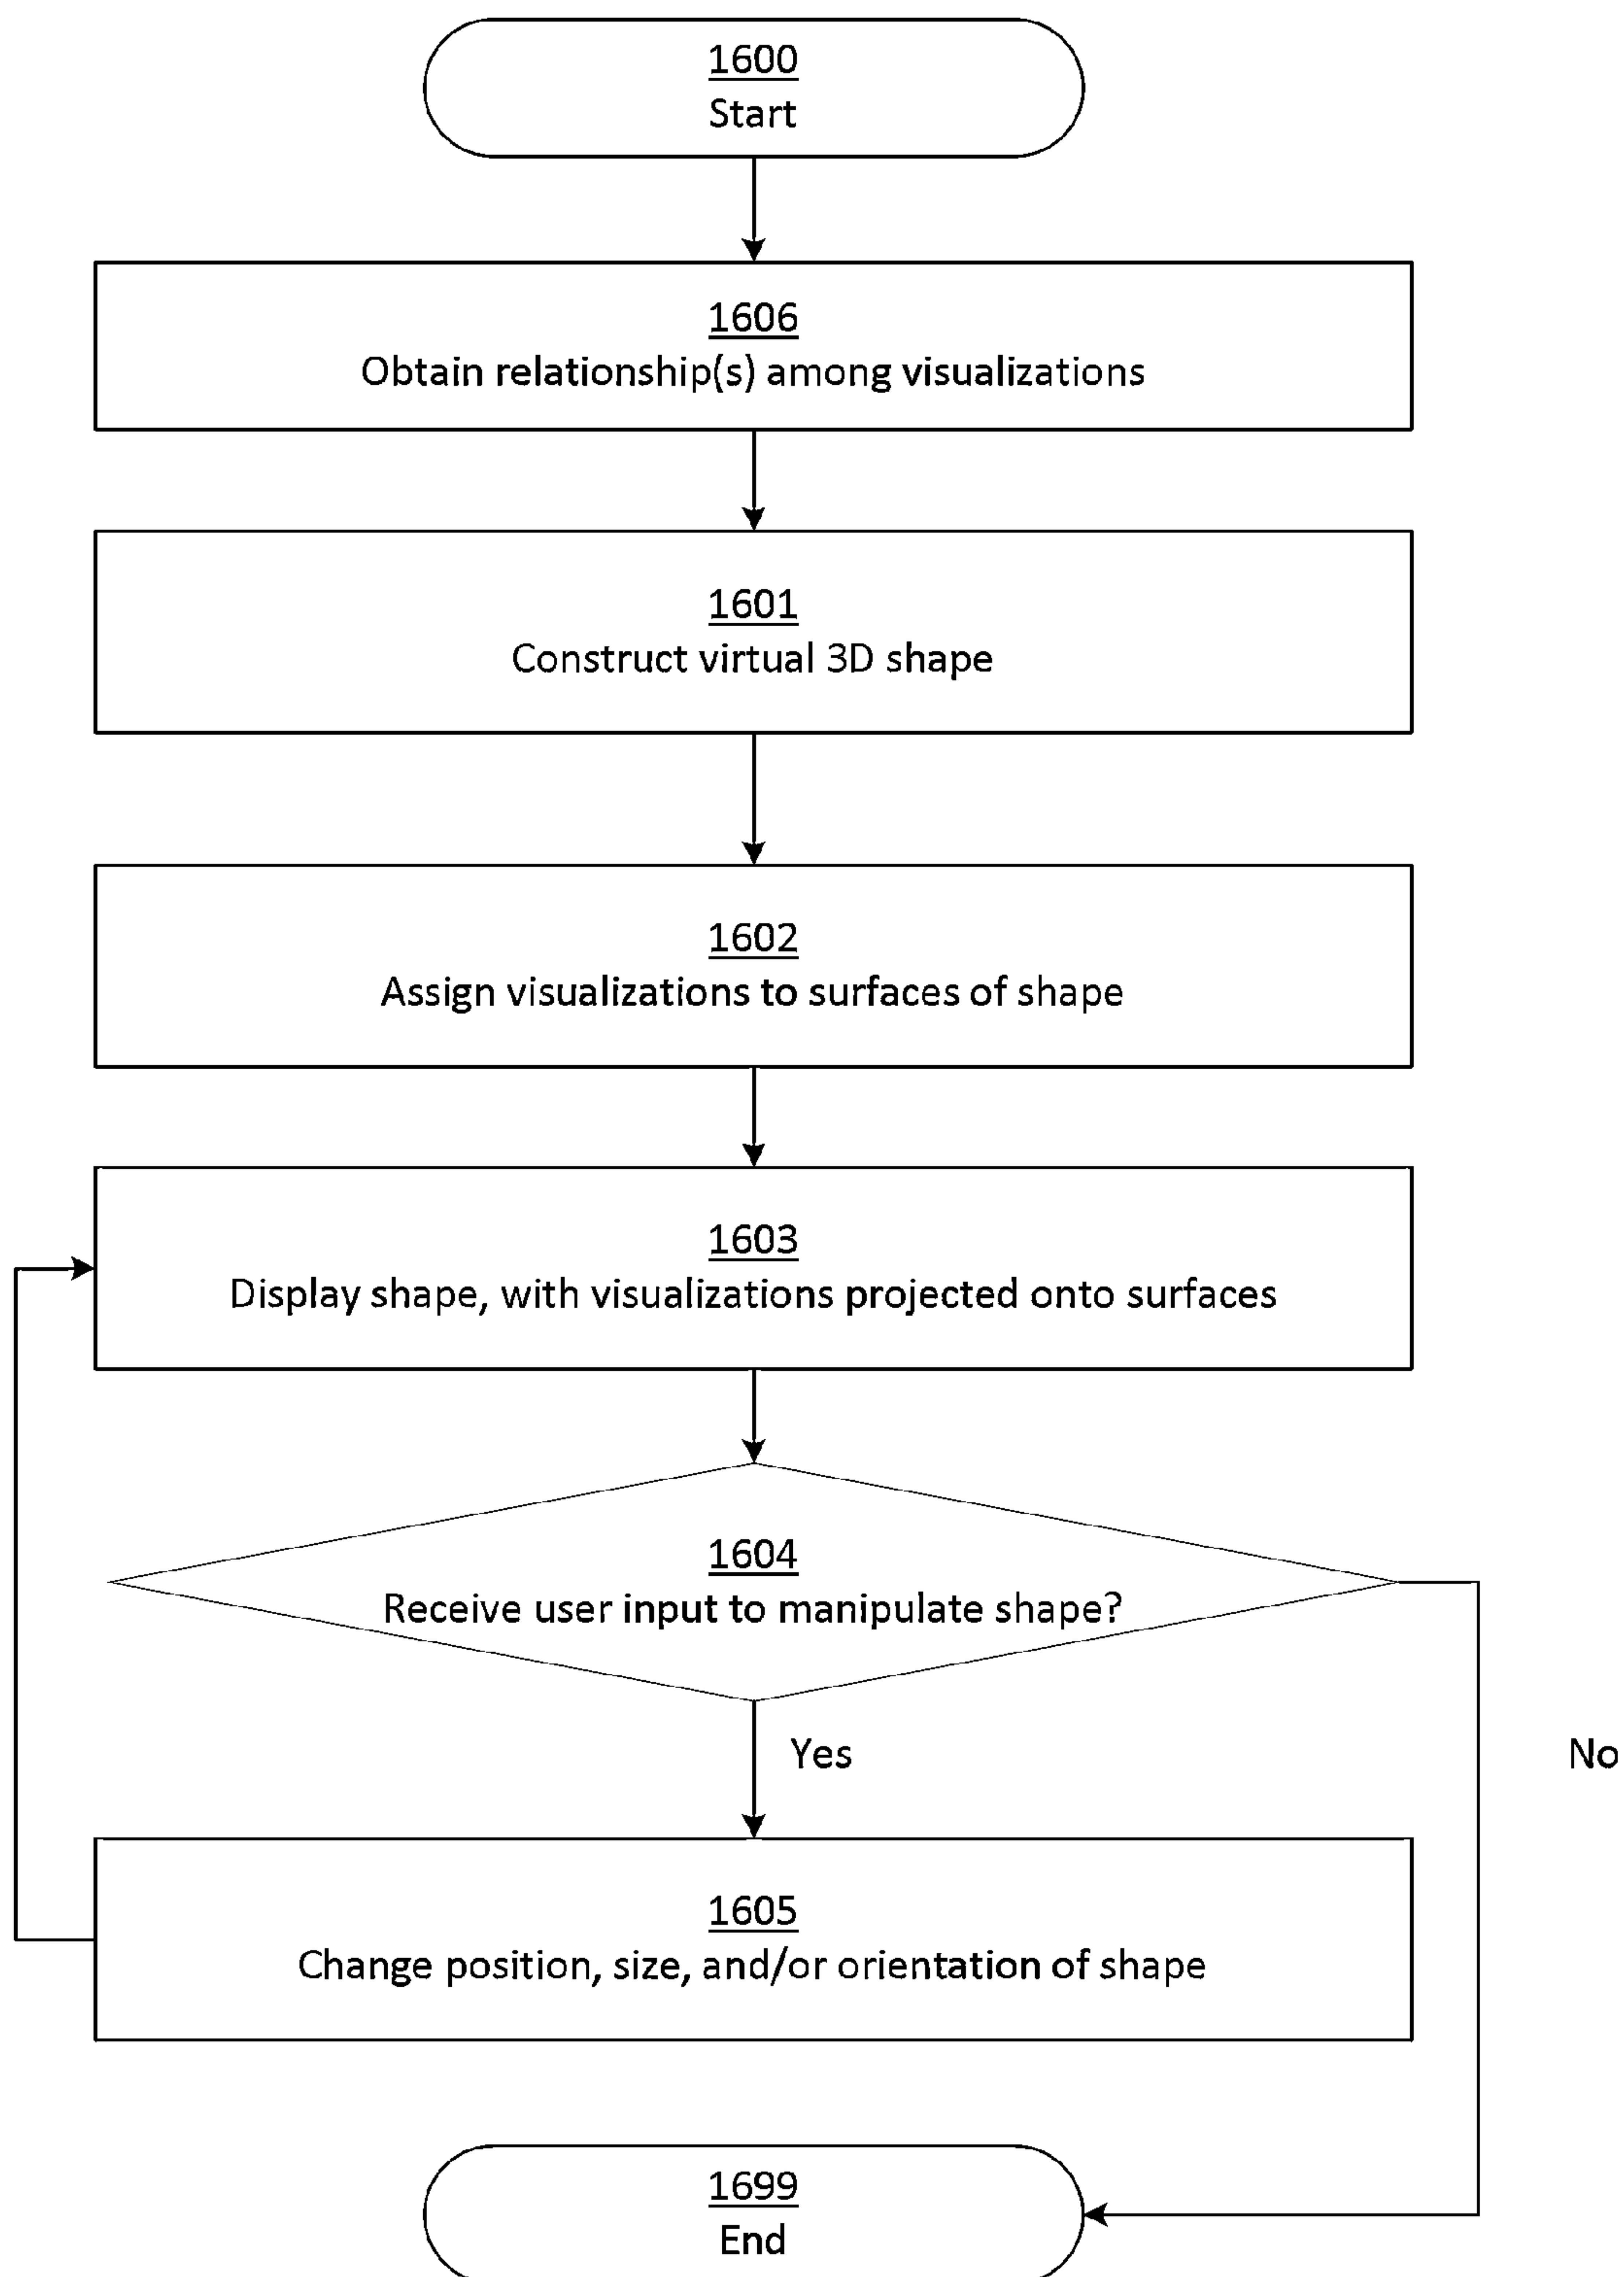 1600
Start
1606
Obtain relationship(s) among visualizations
1601
Construct virtual 3D shape
1602
Assign visualizations to surfaces of shape
1603
Display shape, with visualizations projected onto surfaces
1604
Receive user input to manipulate shape?
Yes
No
1605
Change position, size, and/or orientation of shape
1699
End